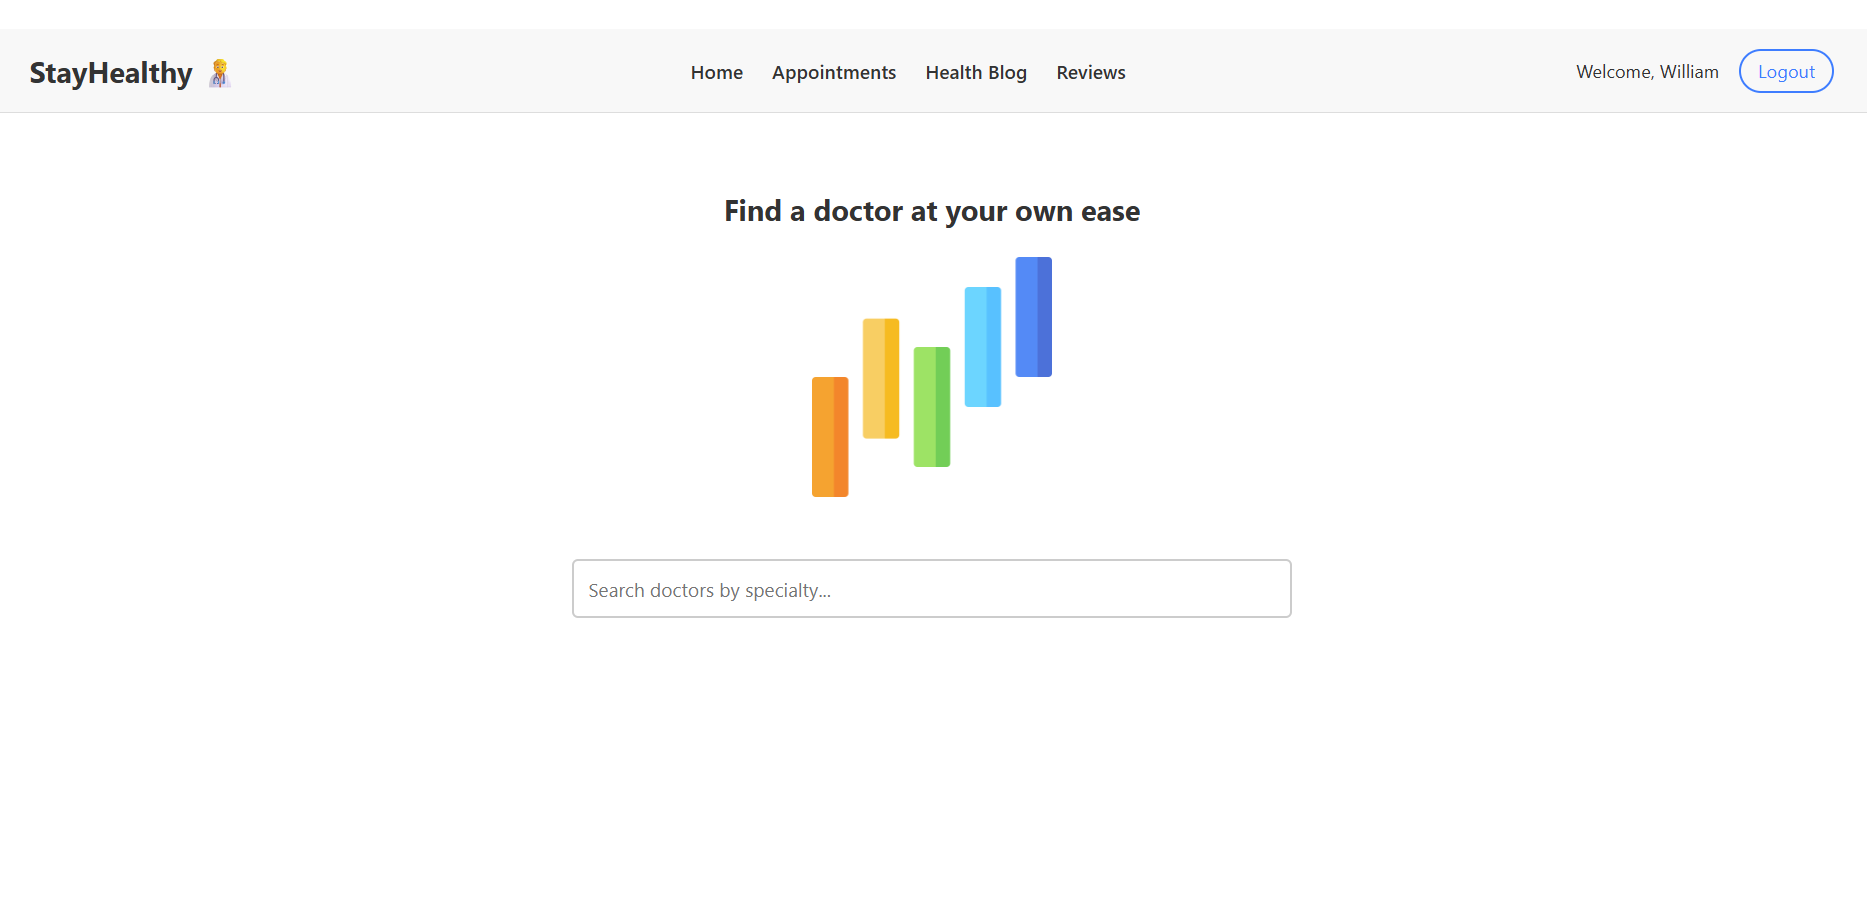 StayHealthy
Home Appointments Health Blog Reviews
Welcome, William Logout
Find a doctor at your own ease
Search doctors by specialty...